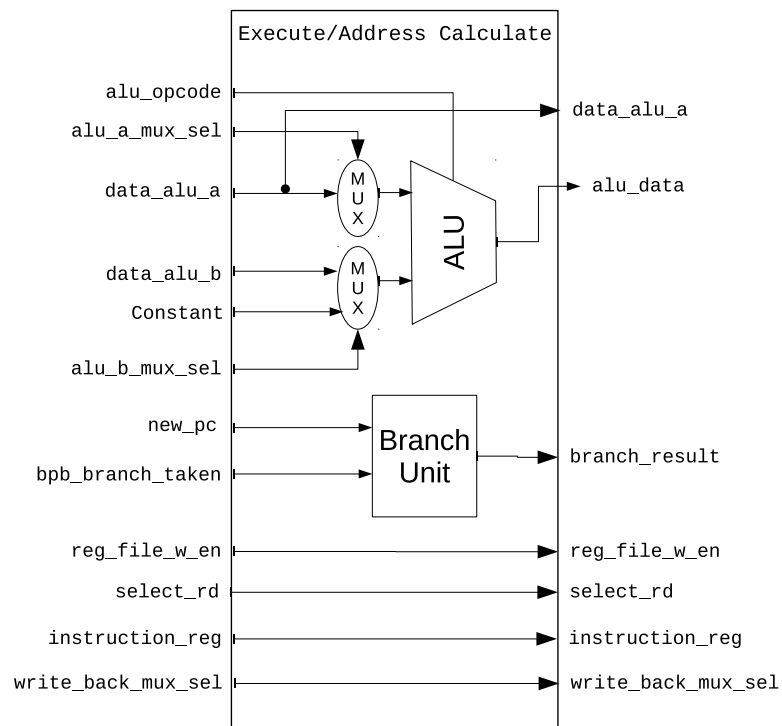 Execute/Address Calculate
alu_opcode
data_alu_a
alu_a_mux_sel
data_alu_a
M
U
X
alu_data
ALU
data_alu_b
Constant
M
U
X
alu_b_mux_sel
new_pc
Branch
Unit
bpb_branch_taken
branch_result
reg_file_w_en
reg_file_w_en
select_rd
select_rd
instruction_reg
instruction_reg
write_back_mux_sel
write_back_mux_sel